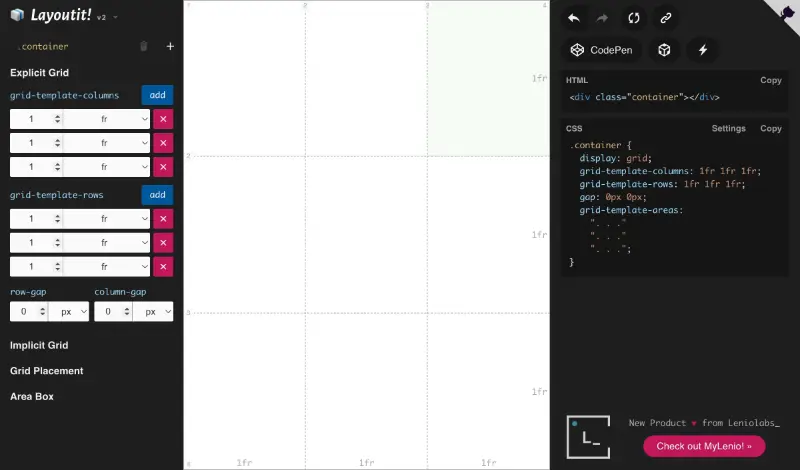 Layoutit! v2
.container
Explicit Grid
grid-template-columns add
1 fr
1 fr
1 fr
grid-template-rows add
1 fr
1 fr
1 fr
row-gap column-gap
0 px 0 px
Implicit Grid
Grid Placement
Area Box
1 2 3 4
1fr
2
1fr
3
1fr
4 1fr 1fr 1fr
CodePen
HTML Copy
<div class="container"></div>
CSS Settings Copy
.container {
display: grid;
grid-template-columns: 1fr 1fr 1fr;
grid-template-rows: 1fr 1fr 1fr;
gap: 0px 0px;
grid-template-areas:
". . ."
". . ."
". . .";
}
L_
New Product ♥ from Leniolabs_
Check out MyLenio! »